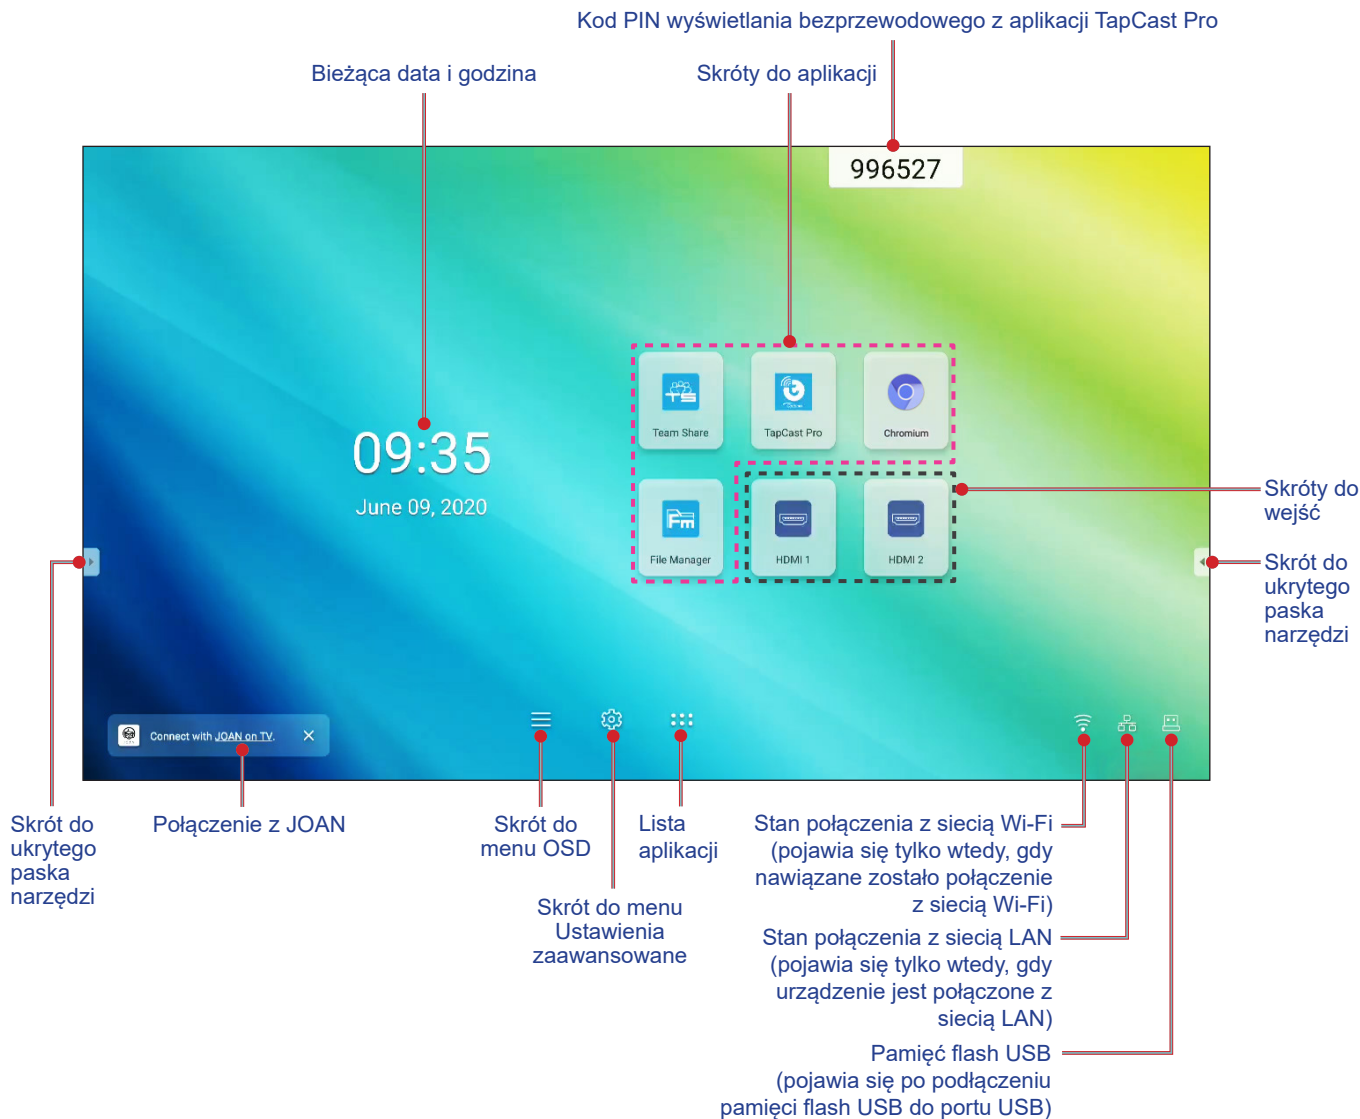 Kod PIN wyświetlania bezprzewodowego z aplikacji TapCast Pro
Bieżąca data i godzina
Skróty do aplikacji
996527
Team Share
TapCast Pro
Chromium
09:35
June 09, 2020
File Manager
HDMI 1
HDMI 2
Skróty do
wejść
Skrót do
ukrytego
paska
narzędzi
Connect with JOAN on TV.
Skrót do
ukrytego
paska
narzędzi
Połączenie z JOAN
Skrót do
menu OSD
Skrót do menu
Ustawienia
zaawansowane
Lista
aplikacji
Stan połączenia z siecią Wi-Fi
(pojawia się tylko wtedy, gdy
nawiązane zostało połączenie
z siecią Wi-Fi)
Stan połączenia z siecią LAN
(pojawia się tylko wtedy, gdy
urządzenie jest połączone z
siecią LAN)
Pamięć flash USB
(pojawia się po podłączeniu
pamięci flash USB do portu USB)